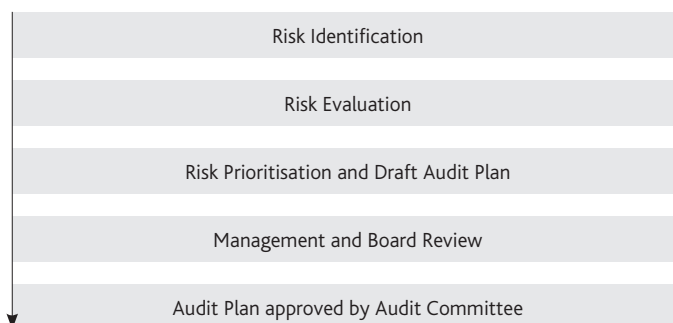 Risk Identification
Risk Evaluation
Risk Prioritisation and Draft Audit Plan
Management and Board Review
Audit Plan approved by Audit Committee